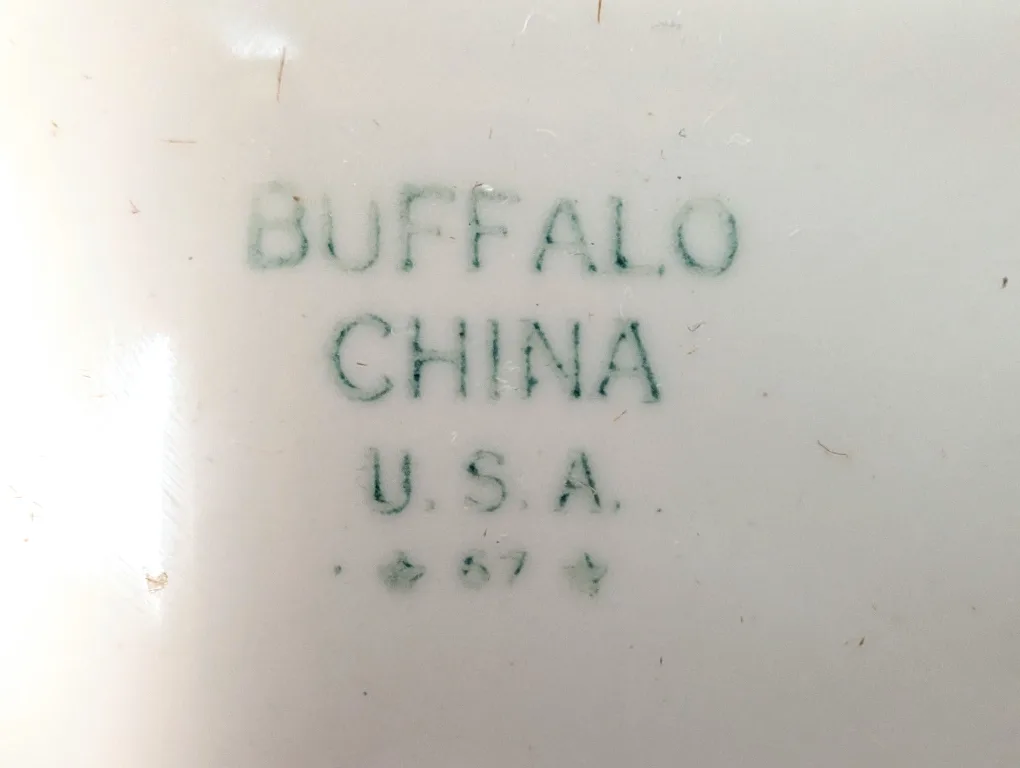 BUFFALO
CHINA
U.S.A.
★ 67 ★